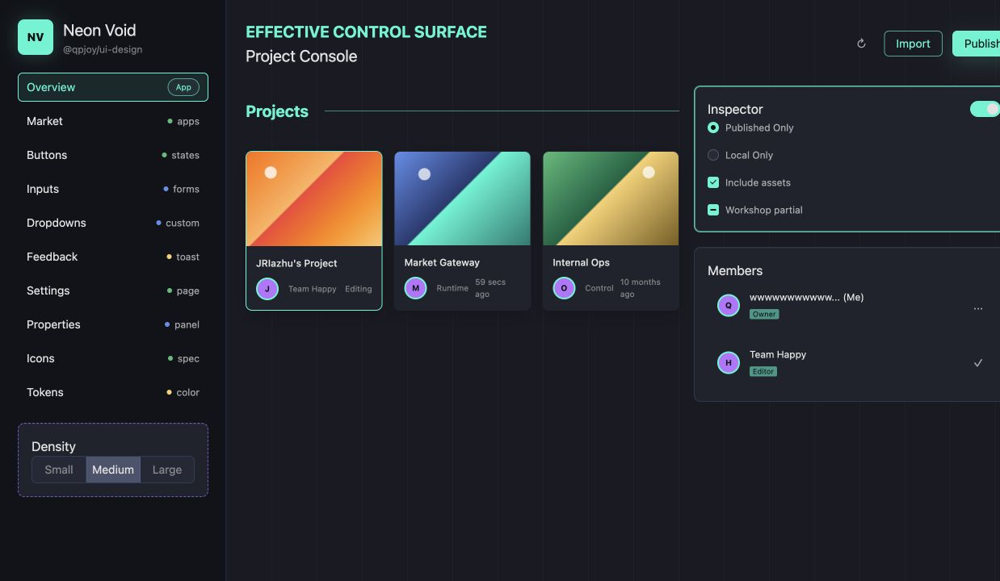 NV
Neon Void
@qpjoy/ui-design
Overview App
Market apps
Buttons states
Inputs forms
Dropdowns custom
Feedback toast
Settings page
Properties panel
Icons spec
Tokens color
Density
Small Medium Large
EFFECTIVE CONTROL SURFACE
Project Console
Import
Publish
Projects
JRlazhu's Project
J Team Happy Editing
Market Gateway
M Runtime 59 secs
ago
Internal Ops
O Control 10 months
ago
Inspector
Published Only
Local Only
Include assets
Workshop partial
Members
Q
wwwwwwwwwww... (Me)
Owner
...
H
Team Happy
Editor